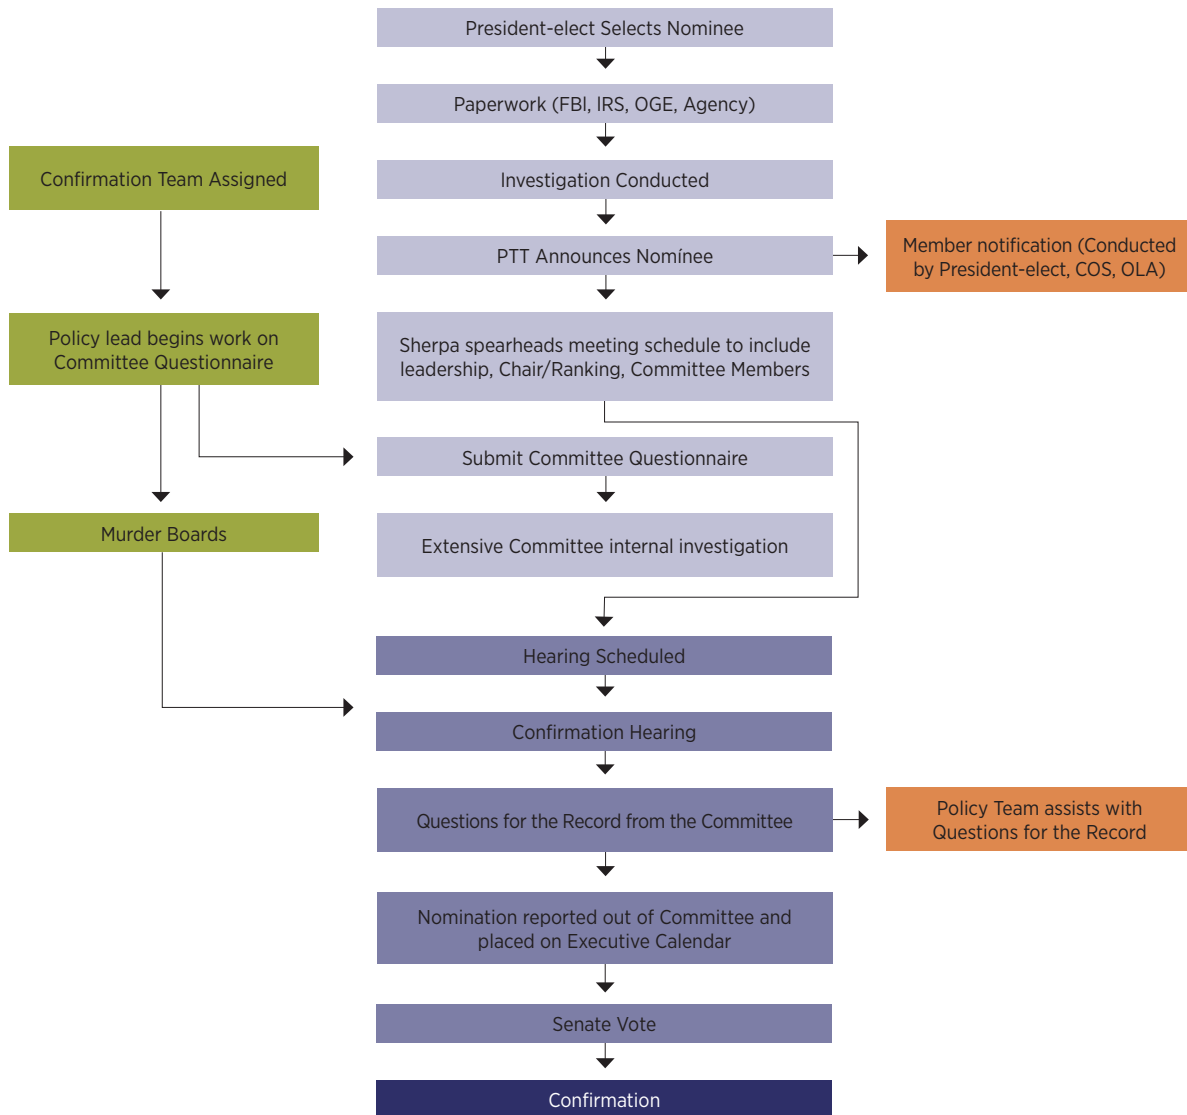 President-elect Selects Nominee
Paperwork (FBI, IRS, OGE, Agency)
Confirmation Team Assigned
Investigation Conducted
PTT Announces Nomínee
Member notification (Conducted
by President-elect, COS, OLA)
Policy lead begins work on
Committee Questionnaire
Sherpa spearheads meeting schedule to include
leadership, Chair/Ranking, Committee Members
Submit Committee Questionnaire
Murder Boards
Extensive Committee internal investigation
Hearing Scheduled
Confirmation Hearing
Questions for the Record from the Committee
Policy Team assists with
Questions for the Record
Nomination reported out of Committee and
placed on Executive Calendar
Senate Vote
Confirmation